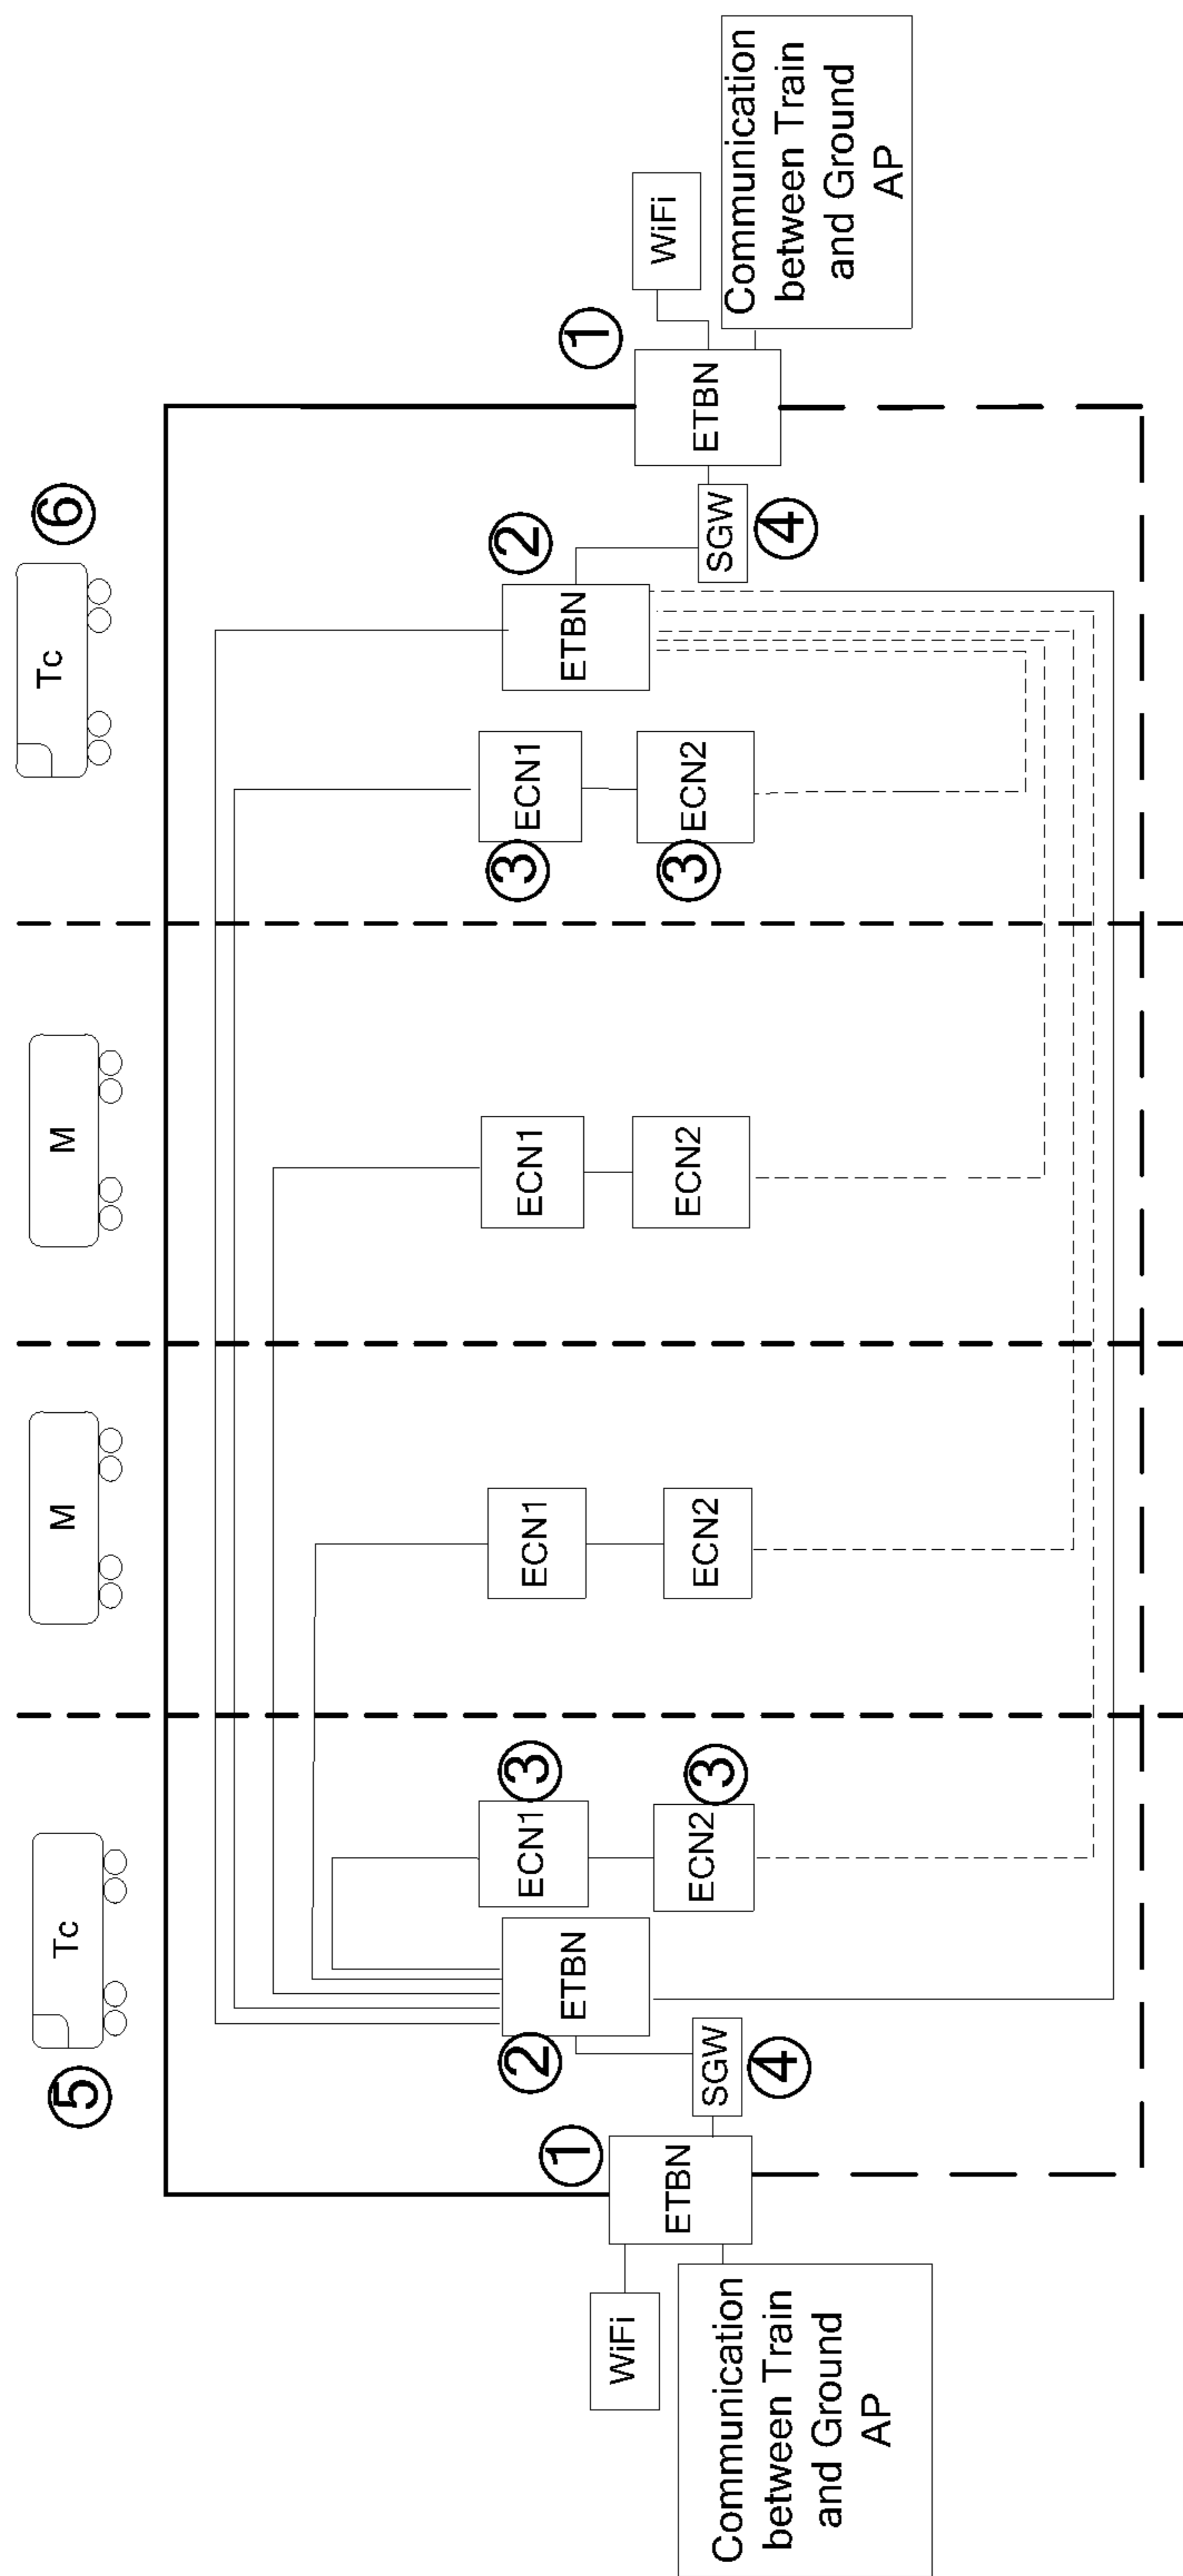 Tc
M
M
Tc
⑤
⑥
①
WiFi
ETBN
Communication
between Train
and Ground
AP
SGW
④
②
ETBN
③
ECN1
③
ECN2
ECN1
ECN2
ECN1
ECN2
③
ECN1
③
ECN2
②
ETBN
SGW
④
①
ETBN
WiFi
Communication
between Train
and Ground
AP